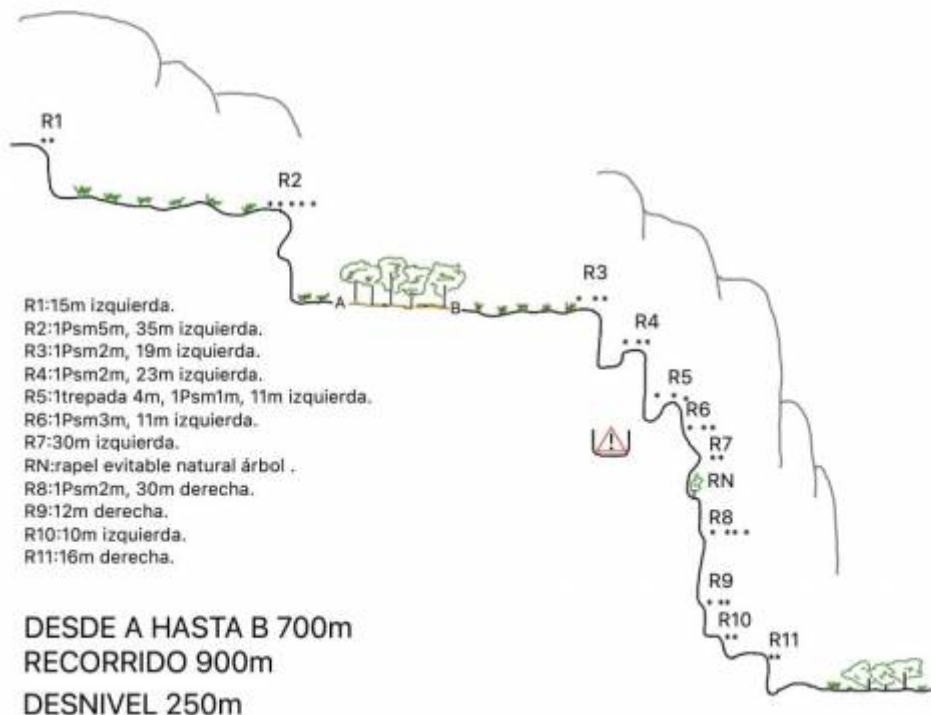 R1
R2
R3
R4
R5
R6
R7
RN
R8
R9
R10
R11
A
B
!
R1:15m izquierda.
R2:1Psm5m, 35m izquierda.
R3:1Psm2m, 19m izquierda.
R4:1Psm2m, 23m izquierda.
R5:1trepada 4m, 1Psm1m, 11m izquierda.
R6:1Psm3m, 11m izquierda.
R7:30m izquierda.
RN:rapel evitable natural árbol .
R8:1Psm2m, 30m derecha.
R9:12m derecha.
R10:10m izquierda.
R11:16m derecha.
DESDE A HASTA B 700m
RECORRIDO 900m
DESNIVEL 250m